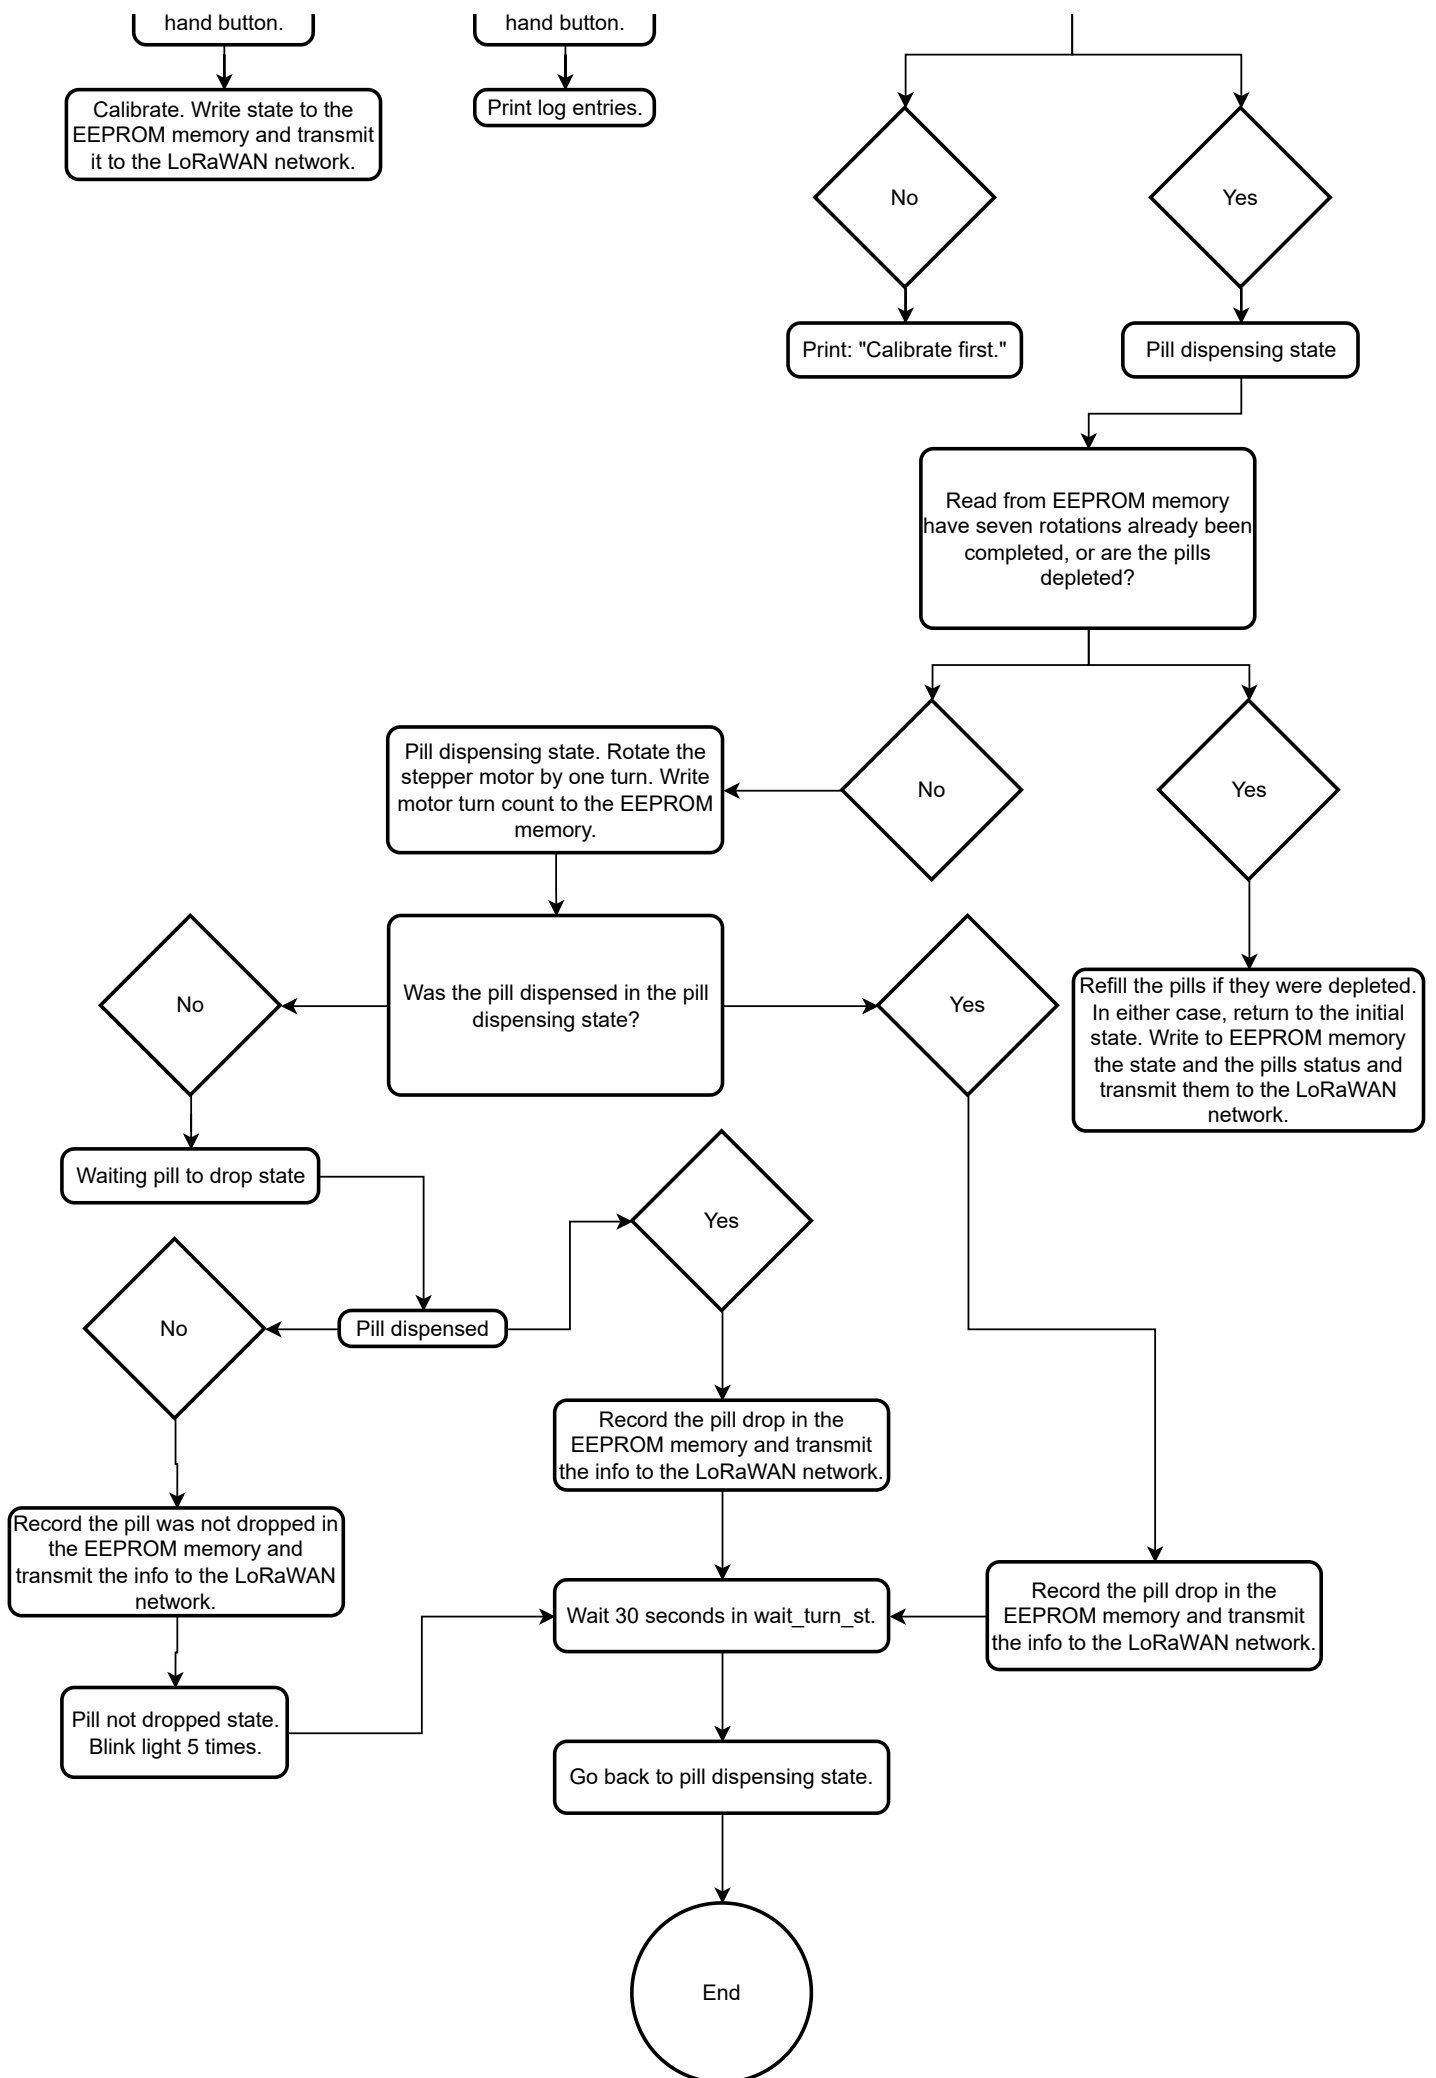 hand button.
hand button.
Calibrate. Write state to the
EEPROM memory and transmit
it to the LoRaWAN network.
Print log entries.
No
Yes
Print: "Calibrate first."
Pill dispensing state
Read from EEPROM memory
have seven rotations already been
completed, or are the pills
depleted?
Pill dispensing state. Rotate the
stepper motor by one turn. Write
motor turn count to the EEPROM
memory.
No
Yes
No
Was the pill dispensed in the pill
dispensing state?
Yes
Refill the pills if they were depleted.
In either case, return to the initial
state. Write to EEPROM memory
the state and the pills status and
transmit them to the LoRaWAN
network.
Waiting pill to drop state
Yes
No
Pill dispensed
Record the pill drop in the
EEPROM memory and transmit
the info to the LoRaWAN network.
Record the pill was not dropped in
the EEPROM memory and
transmit the info to the LoRaWAN
network.
Wait 30 seconds in wait_turn_st.
Record the pill drop in the
EEPROM memory and transmit
the info to the LoRaWAN network.
Pill not dropped state.
Blink light 5 times.
Go back to pill dispensing state.
End